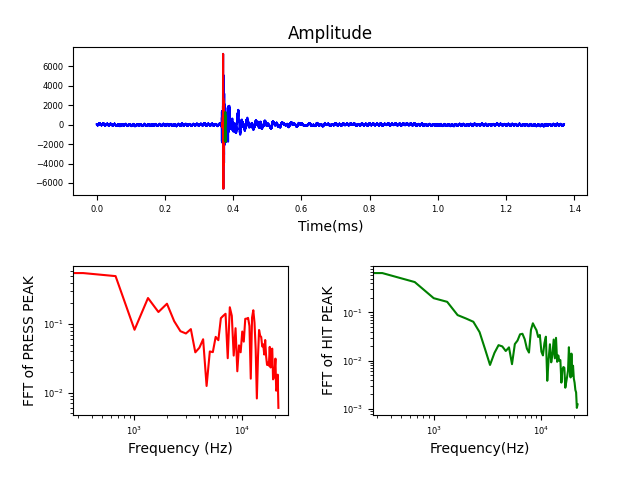 Amplitude
6000
4000
2000
0
−2000
−4000
−6000
0.0 0.2 0.4 0.6 0.8 1.0 1.2 1.4
Time(ms)
FFT of PRESS PEAK
10⁻¹
10⁻²
10³ 10⁴
Frequency (Hz)
FFT of HIT PEAK
10⁻¹
10⁻²
10⁻³
10³ 10⁴
Frequency(Hz)